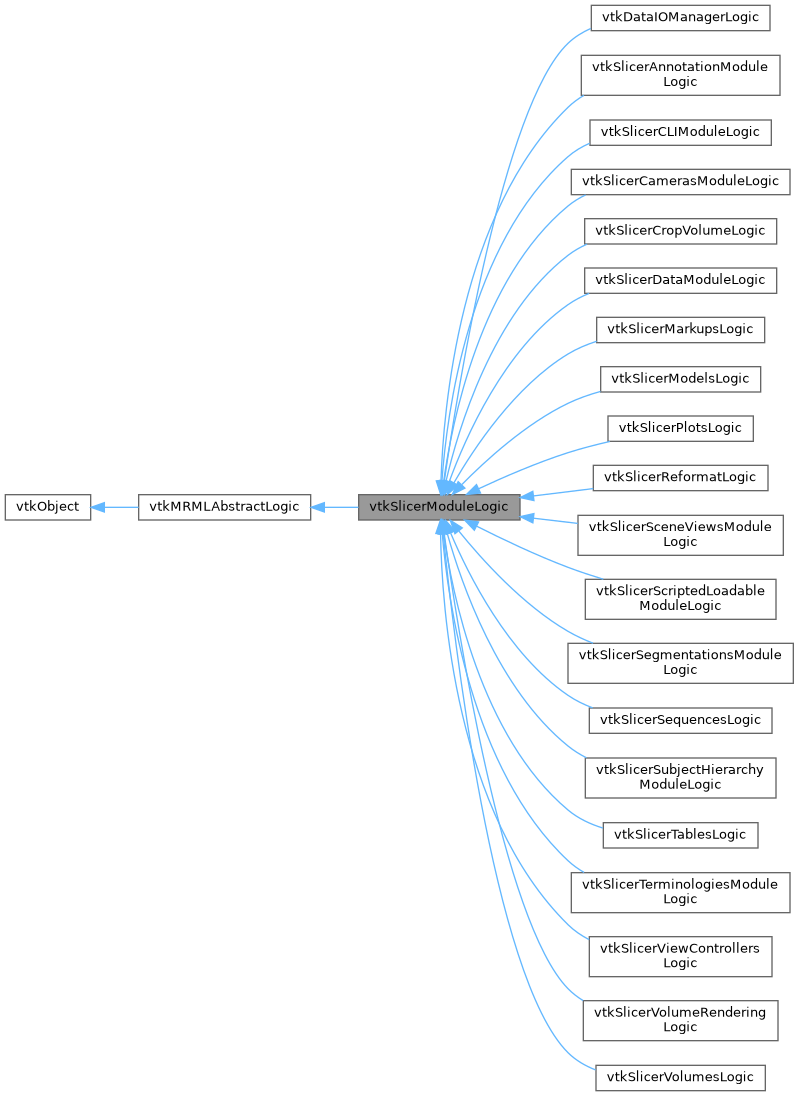 vtkDataIOManagerLogic
vtkSlicerAnnotationModule
Logic
vtkSlicerCLIModuleLogic
vtkSlicerCamerasModuleLogic
vtkSlicerCropVolumeLogic
vtkSlicerDataModuleLogic
vtkSlicerMarkupsLogic
vtkSlicerModelsLogic
vtkSlicerPlotsLogic
vtkSlicerReformatLogic
vtkObject
vtkMRMLAbstractLogic
vtkSlicerModuleLogic
vtkSlicerSceneViewsModule
Logic
vtkSlicerScriptedLoadable
ModuleLogic
vtkSlicerSegmentationsModule
Logic
vtkSlicerSequencesLogic
vtkSlicerSubjectHierarchy
ModuleLogic
vtkSlicerTablesLogic
vtkSlicerTerminologiesModule
Logic
vtkSlicerViewControllers
Logic
vtkSlicerVolumeRendering
Logic
vtkSlicerVolumesLogic